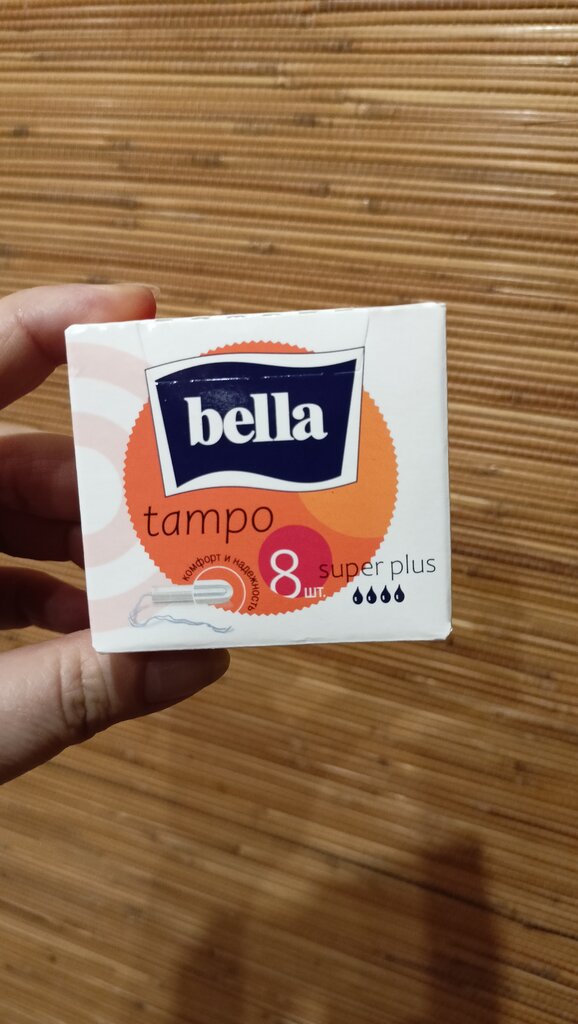 bella
tampo
комфорт и надежность
8 шт.
super plus